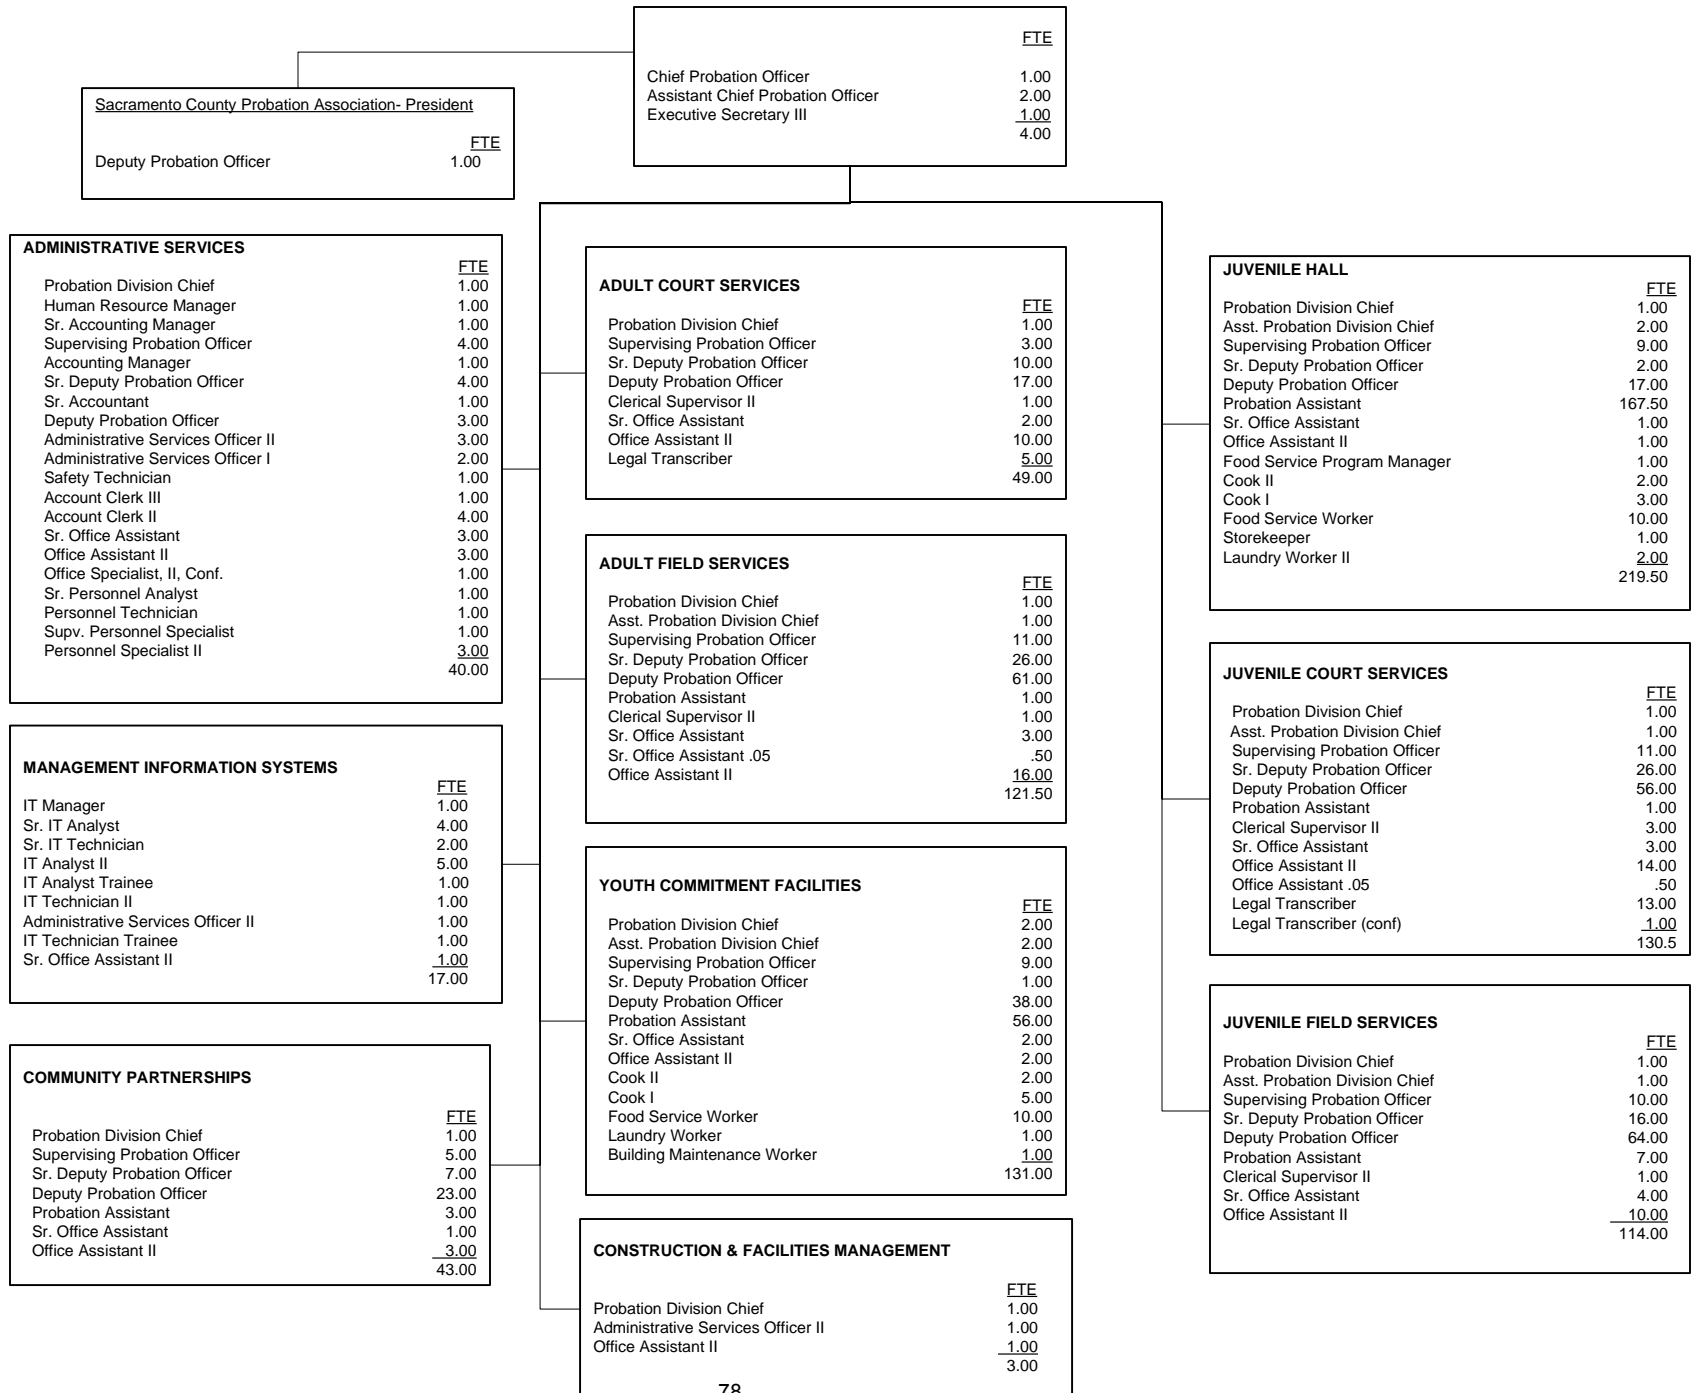 FTE
Chief Probation Officer 1.00
Assistant Chief Probation Officer 2.00
Executive Secretary III 1.00
4.00
Sacramento County Probation Association- President
FTE
Deputy Probation Officer 1.00
ADMINISTRATIVE SERVICES
FTE
Probation Division Chief 1.00
Human Resource Manager 1.00
Sr. Accounting Manager 1.00
Supervising Probation Officer 4.00
Accounting Manager 1.00
Sr. Deputy Probation Officer 4.00
Sr. Accountant 1.00
Deputy Probation Officer 3.00
Administrative Services Officer II 3.00
Administrative Services Officer I 2.00
Safety Technician 1.00
Account Clerk III 1.00
Account Clerk II 4.00
Sr. Office Assistant 3.00
Office Assistant II 3.00
Office Specialist, II, Conf. 1.00
Sr. Personnel Analyst 1.00
Personnel Technician 1.00
Supv. Personnel Specialist 1.00
Personnel Specialist II 3.00
40.00
MANAGEMENT INFORMATION SYSTEMS
FTE
IT Manager 1.00
Sr. IT Analyst 4.00
Sr. IT Technician 2.00
IT Analyst II 5.00
IT Analyst Trainee 1.00
IT Technician II 1.00
Administrative Services Officer II 1.00
IT Technician Trainee 1.00
Sr. Office Assistant II 1.00
17.00
COMMUNITY PARTNERSHIPS
FTE
Probation Division Chief 1.00
Supervising Probation Officer 5.00
Sr. Deputy Probation Officer 7.00
Deputy Probation Officer 23.00
Probation Assistant 3.00
Sr. Office Assistant 1.00
Office Assistant II 3.00
43.00
ADULT COURT SERVICES
FTE
Probation Division Chief 1.00
Supervising Probation Officer 3.00
Sr. Deputy Probation Officer 10.00
Deputy Probation Officer 17.00
Clerical Supervisor II 1.00
Sr. Office Assistant 2.00
Office Assistant II 10.00
Legal Transcriber 5.00
49.00
ADULT FIELD SERVICES
FTE
Probation Division Chief 1.00
Asst. Probation Division Chief 1.00
Supervising Probation Officer 11.00
Sr. Deputy Probation Officer 26.00
Deputy Probation Officer 61.00
Probation Assistant 1.00
Clerical Supervisor II 1.00
Sr. Office Assistant 3.00
Sr. Office Assistant .05 .50
Office Assistant II 16.00
121.50
YOUTH COMMITMENT FACILITIES
FTE
Probation Division Chief 2.00
Asst. Probation Division Chief 2.00
Supervising Probation Officer 9.00
Sr. Deputy Probation Officer 1.00
Deputy Probation Officer 38.00
Probation Assistant 56.00
Sr. Office Assistant 2.00
Office Assistant II 2.00
Cook II 2.00
Cook I 5.00
Food Service Worker 10.00
Laundry Worker 1.00
Building Maintenance Worker 1.00
131.00
CONSTRUCTION & FACILITIES MANAGEMENT
FTE
Probation Division Chief 1.00
Administrative Services Officer II 1.00
Office Assistant II 1.00
3.00
JUVENILE HALL
FTE
Probation Division Chief 1.00
Asst. Probation Division Chief 2.00
Supervising Probation Officer 9.00
Sr. Deputy Probation Officer 2.00
Deputy Probation Officer 17.00
Probation Assistant 167.50
Sr. Office Assistant 1.00
Office Assistant II 1.00
Food Service Program Manager 1.00
Cook II 2.00
Cook I 3.00
Food Service Worker 10.00
Storekeeper 1.00
Laundry Worker II 2.00
219.50
JUVENILE COURT SERVICES
FTE
Probation Division Chief 1.00
Asst. Probation Division Chief 1.00
Supervising Probation Officer 11.00
Sr. Deputy Probation Officer 26.00
Deputy Probation Officer 56.00
Probation Assistant 1.00
Clerical Supervisor II 3.00
Sr. Office Assistant 3.00
Office Assistant II 14.00
Office Assistant .05 .50
Legal Transcriber 13.00
Legal Transcriber (conf) 1.00
130.5
JUVENILE FIELD SERVICES
FTE
Probation Division Chief 1.00
Asst. Probation Division Chief 1.00
Supervising Probation Officer 10.00
Sr. Deputy Probation Officer 16.00
Deputy Probation Officer 64.00
Probation Assistant 7.00
Clerical Supervisor II 1.00
Sr. Office Assistant 4.00
Office Assistant II 10.00
114.00
78